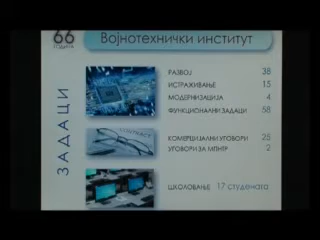 66
ГОДИНА
Војнотехнички институт
ЗАДАЦИ
РАЗВОЈ 38
ИСТРАЖИВАЊЕ 15
МОДЕРНИЗАЦИЈА 4
ФУНКЦИОНАЛНИ ЗАДАЦИ 58
КОМЕРЦИЈАЛНИ УГОВОРИ 25
УГОВОРИ ЗА МПНТР 2
ШКОЛОВАЊЕ 17 студената